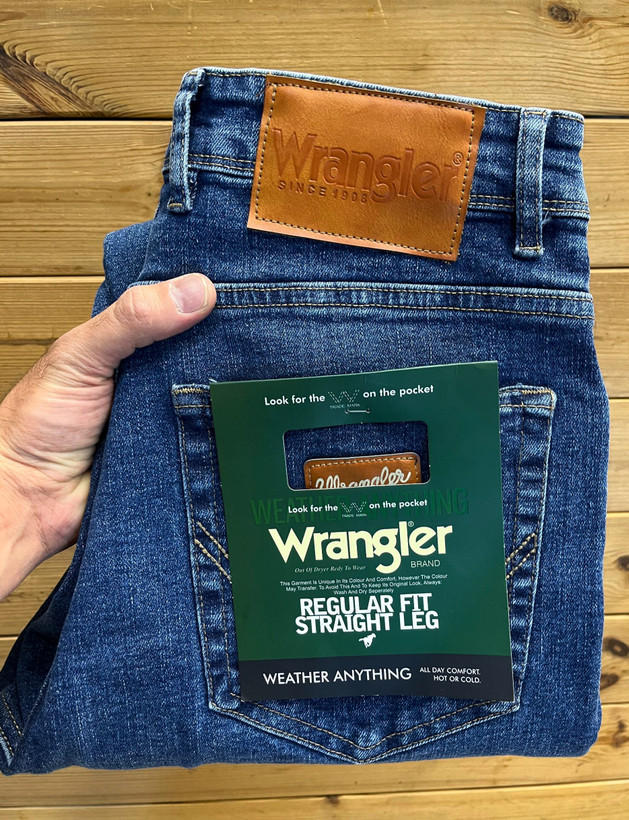 Wrangler®
SINCE 1908
Look for the W on the pocket
TRADE MARK
Wrangler
WEATHER ANYTHING
Look for the W on the pocket
TRADE MARK
Wrangler®
BRAND
Out Of Dryer Redy To Wear
This Garment Is Unique In Its Colour And Comfort, However The Colour
May Transfer. To Avoid This And To Keep Its Original Look, Always:
Wash And Dry Seperately
REGULAR FIT
STRAIGHT LEG
WEATHER ANYTHING
ALL DAY COMFORT.
HOT OR COLD.